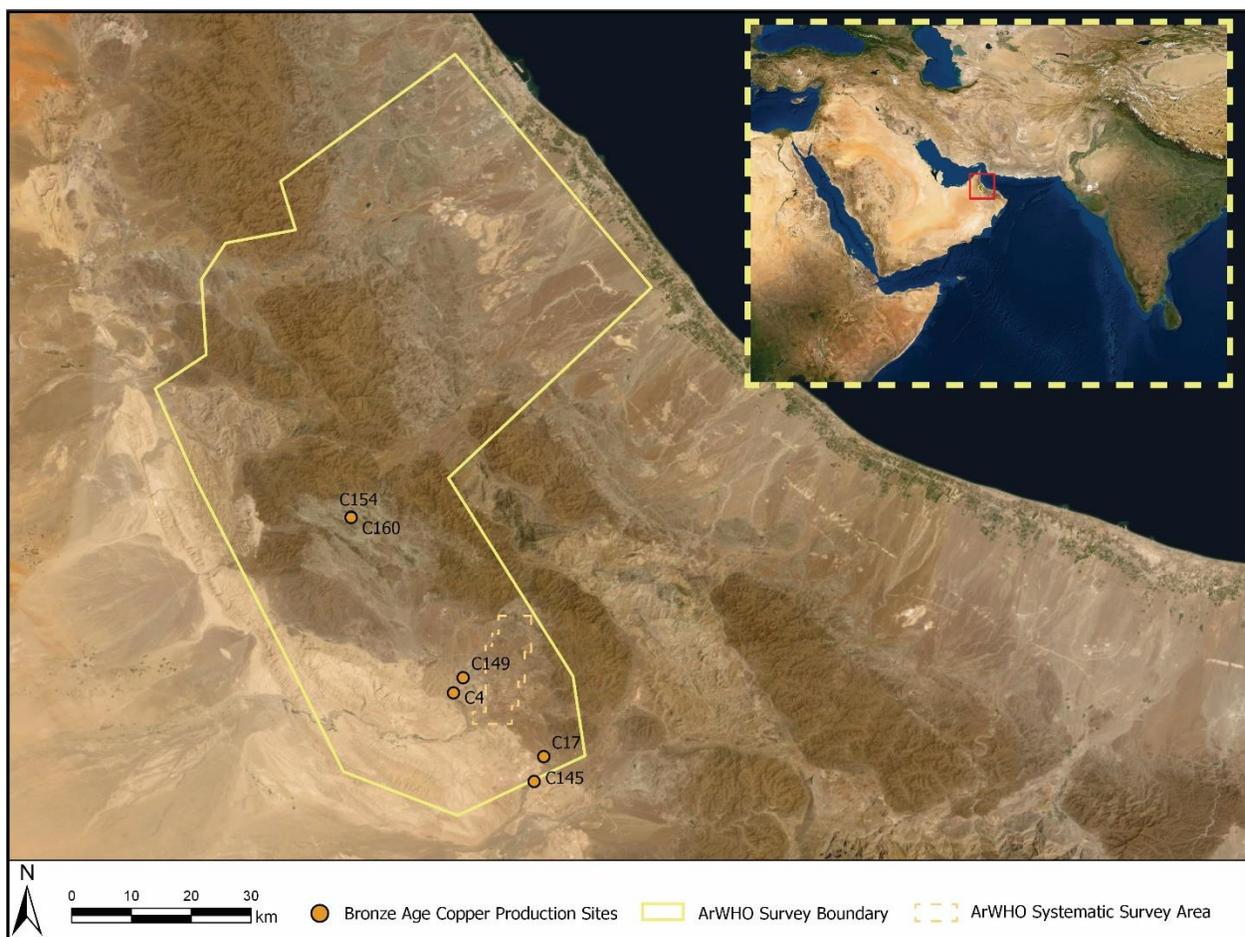 C154
C160
C149
C4
C17
C145
N
0 10 20 30
km
Bronze Age Copper Production Sites
ArWHO Survey Boundary
ArWHO Systematic Survey Area